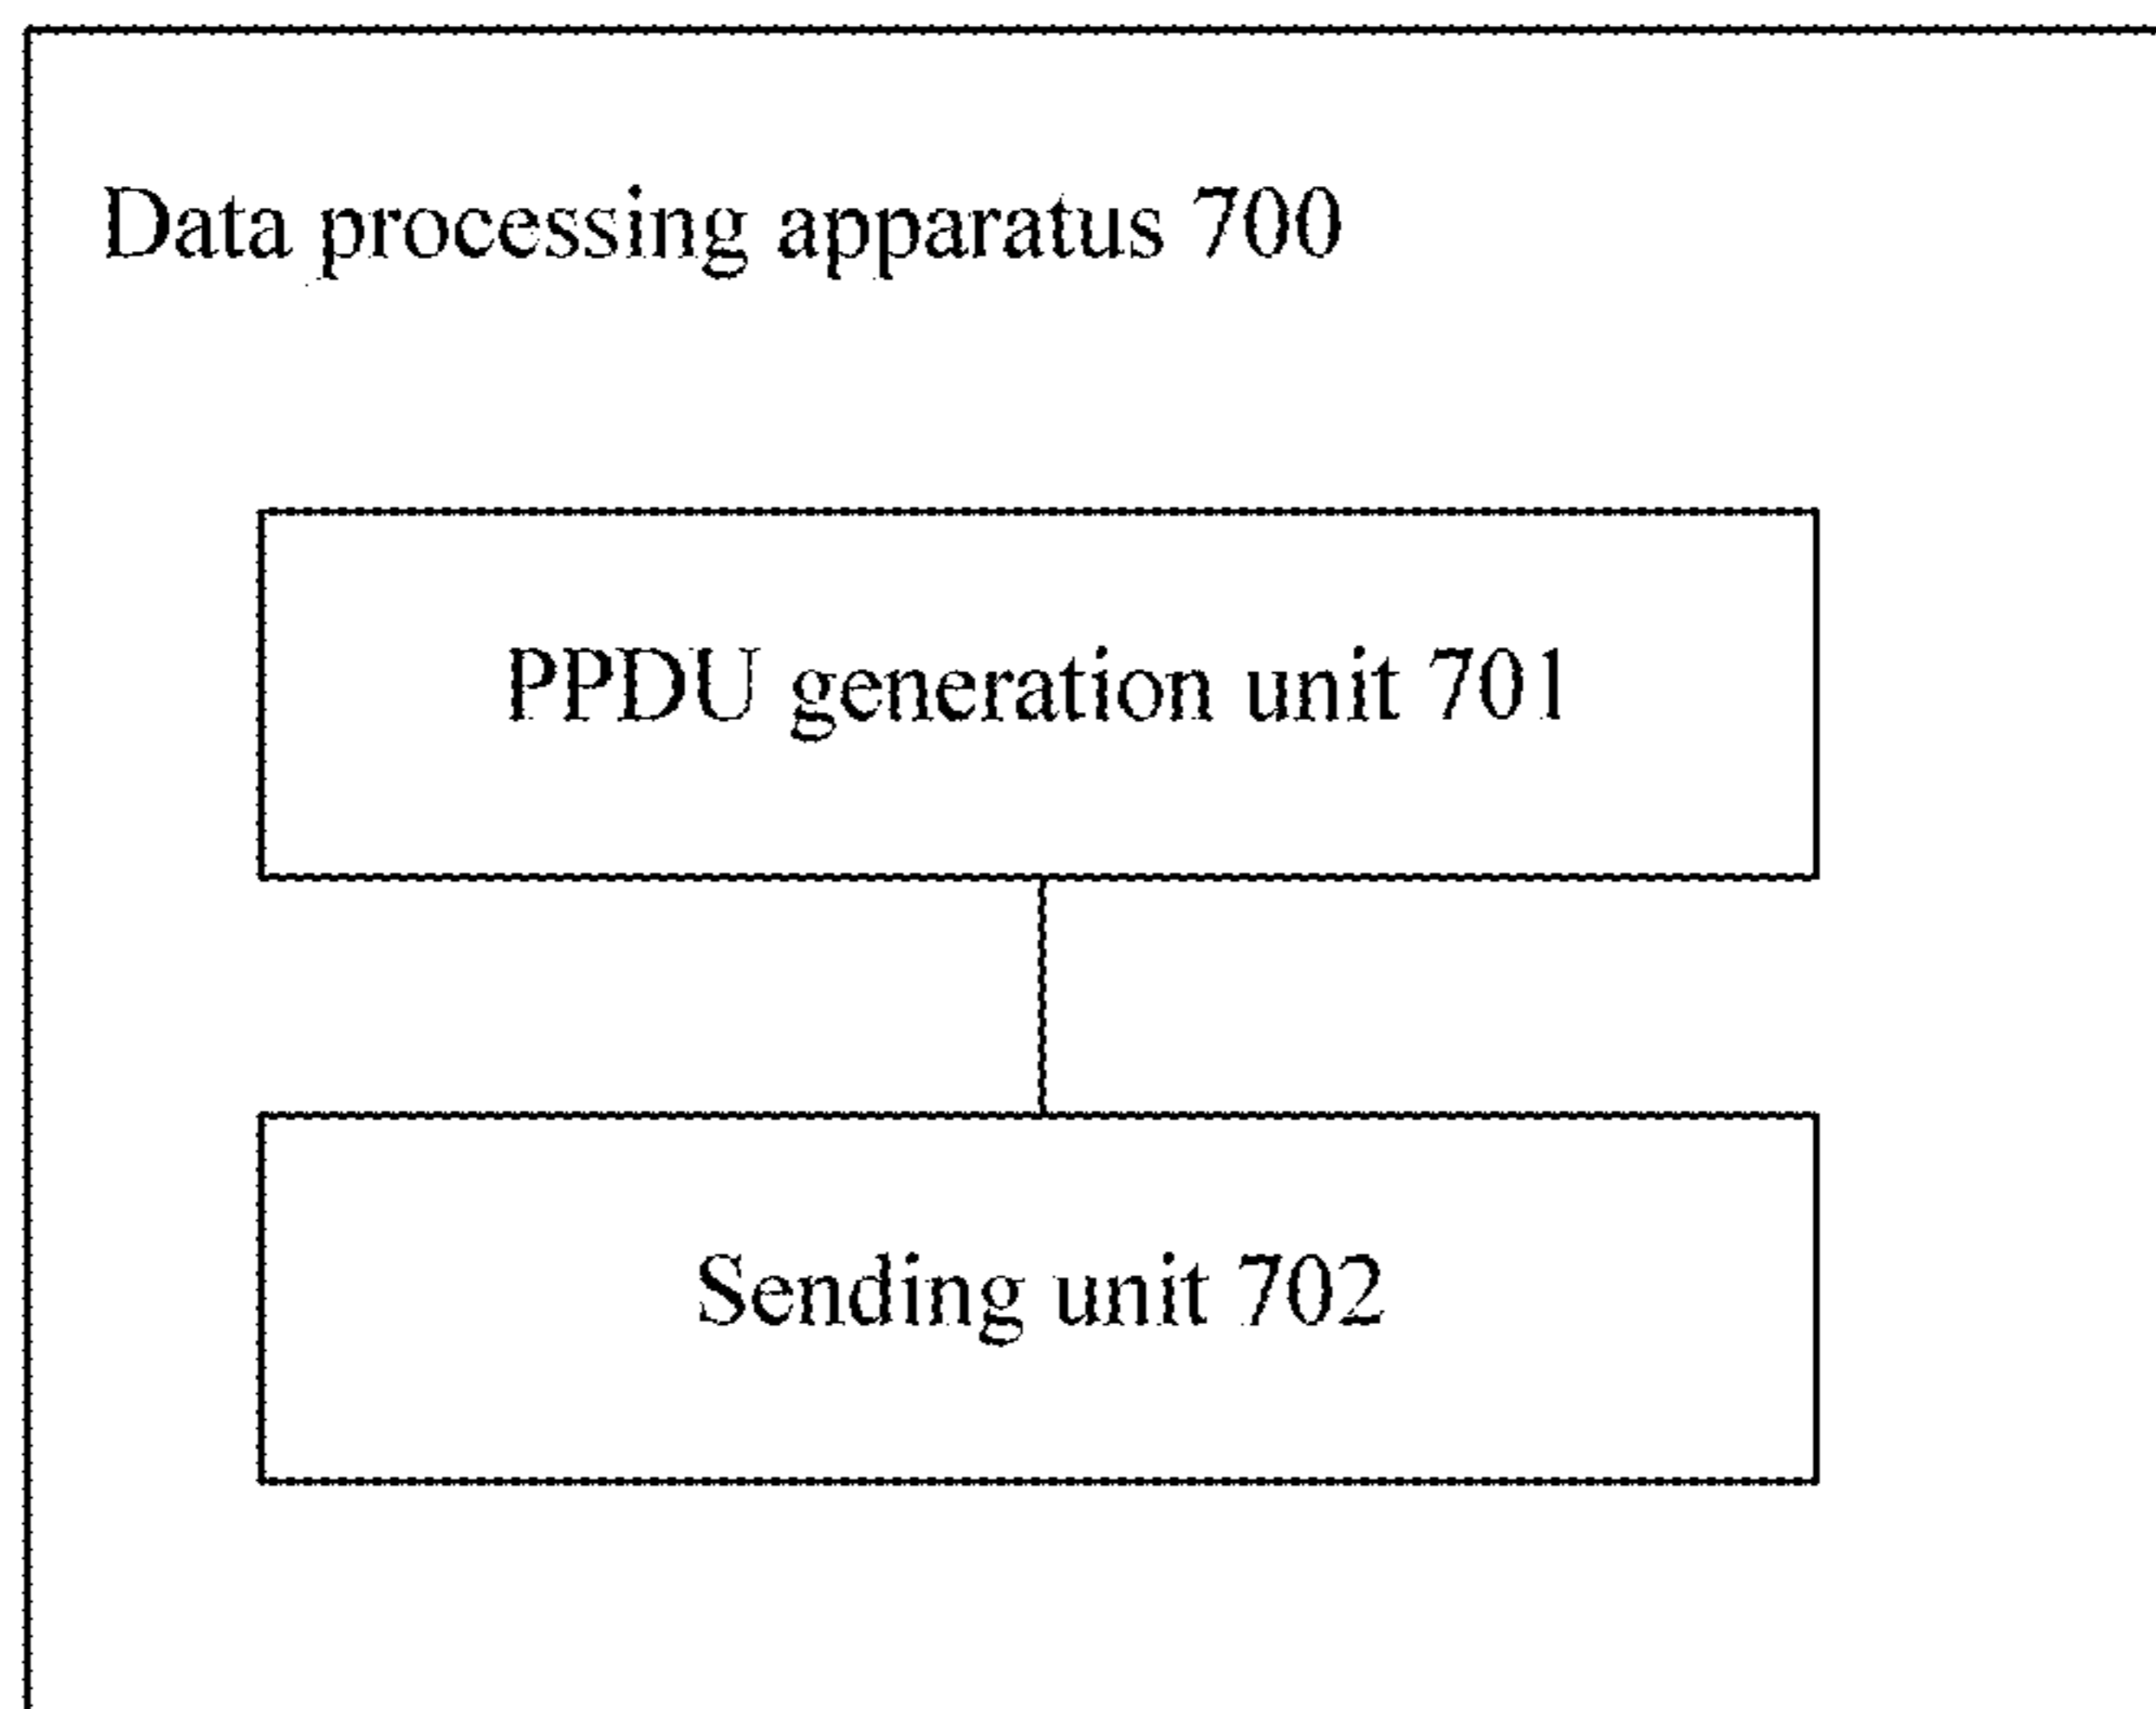 Data processing apparatus 700
PPDU generation unit 701
Sending unit 702